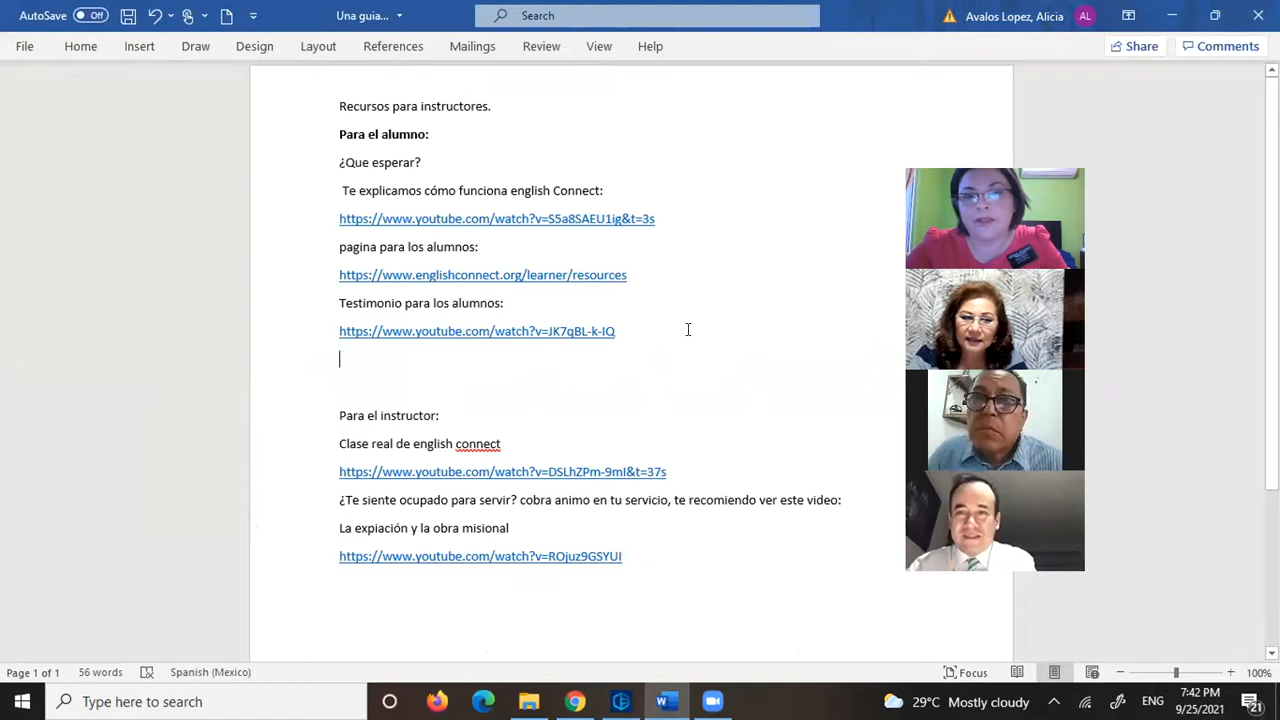 AutoSave Off Una guia... Search Avalos Lopez, Alicia AL
File Home Insert Draw Design Layout References Mailings Review View Help Share Comments
Recursos para instructores.
Para el alumno:
¿Que esperar?
Te explicamos cómo funciona english Connect:
https://www.youtube.com/watch?v=S5a8SAEU1ig&t=3s
pagina para los alumnos:
https://www.englishconnect.org/learner/resources
Testimonio para los alumnos:
https://www.youtube.com/watch?v=JK7qBL-k-IQ
Para el instructor:
Clase real de english connect
https://www.youtube.com/watch?v=DSLhZPm-9mI&t=37s
¿Te siente ocupado para servir? cobra animo en tu servicio, te recomiendo ver este video:
La expiación y la obra misional
https://www.youtube.com/watch?v=ROjuz9GSYUI
Page 1 of 1 56 words Spanish (Mexico) Focus 100%
Type here to search 29°C Mostly cloudy ENG 7:42 PM 21
9/25/2021